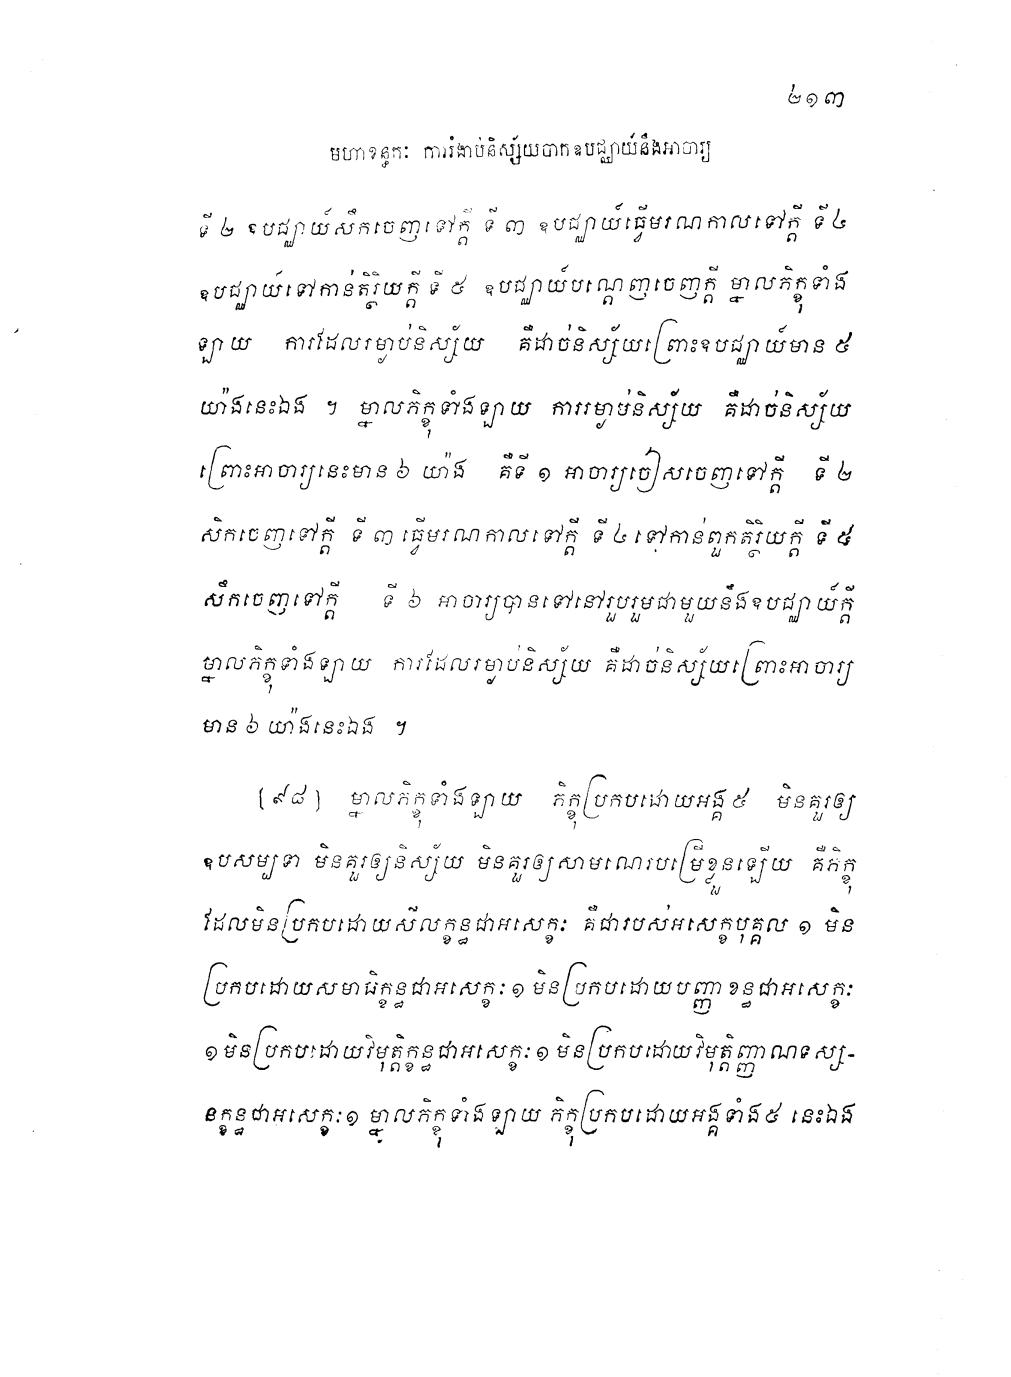 ២១៣
មហាខន្ធកៈ ការរំងាប់និស្ស័យចាកឧបជ្ឈាយ៍នឹងអាចារ្យ
ទី ២ ឧបជ្ឈាយ៍សឹកចេញទៅក្តី ទី ៣ ឧបជ្ឈាយ៍ធ្វើមរណកាលទៅក្តី ទី ៤
ឧបជ្ឈាយ៍ទៅកាន់តិរ្ថិយក្តី ទី ៥ ឧបជ្ឈាយ៍បណ្តេញចេញក្តី ម្នាលភិក្ខុទាំង
ឡាយ ការដែលរម្ងាប់និស្ស័យ គឺដាច់និស្ស័យព្រោះឧបជ្ឈាយ៍មាន ៥
យ៉ាងនេះឯង ។ ម្នាលភិក្ខុទាំងឡាយ ការរម្ងាប់និស្ស័យ គឺដាច់និស្ស័យ
ព្រោះអាចារ្យនេះមាន ៦ យ៉ាង គឺទី ១ អាចារ្យចៀសចេញទៅក្តី ទី ២
សឹកចេញទៅក្តី ទី ៣ ធ្វើមរណកាលទៅក្តី ទី ៤ ទៅកាន់ពួកតិរ្ថិយក្តី ទី ៥
សឹកចេញទៅក្តី ទី ៦ អាចារ្យបានទៅនៅរួបរួមជាមួយនឹងឧបជ្ឈាយ៍ក្តី
ម្នាលភិក្ខុទាំងឡាយ ការដែលរម្ងាប់និស្ស័យ គឺដាច់និស្ស័យព្រោះអាចារ្យ
មាន ៦ យ៉ាងនេះឯង ។
[៩៨] ម្នាលភិក្ខុទាំងឡាយ ភិក្ខុប្រកបដោយអង្គ ៥ មិនគួរឲ្យ
ឧបសម្បទា មិនគួរឲ្យនិស្ស័យ មិនគួរឲ្យសាមណេរបម្រើខ្លួនឡើយ គឺភិក្ខុ
ដែលមិនប្រកបដោយសីលក្ខន្ធជាអសេក្ខៈ គឺជារបស់អសេក្ខបុគ្គល ១ មិន
ប្រកបដោយសមាធិក្ខន្ធជាអសេក្ខៈ ១ មិនប្រកបដោយបញ្ញាខន្ធជាអសេក្ខៈ
១ មិនប្រកបដោយវិមុត្តិក្ខន្ធជាអសេក្ខៈ ១ មិនប្រកបដោយវិមុត្តិញ្ញាណទស្ស-
នក្ខន្ធជាអសេក្ខៈ ១ ម្នាលភិក្ខុទាំងឡាយ ភិក្ខុប្រកបដោយអង្គទាំង ៥ នេះឯង